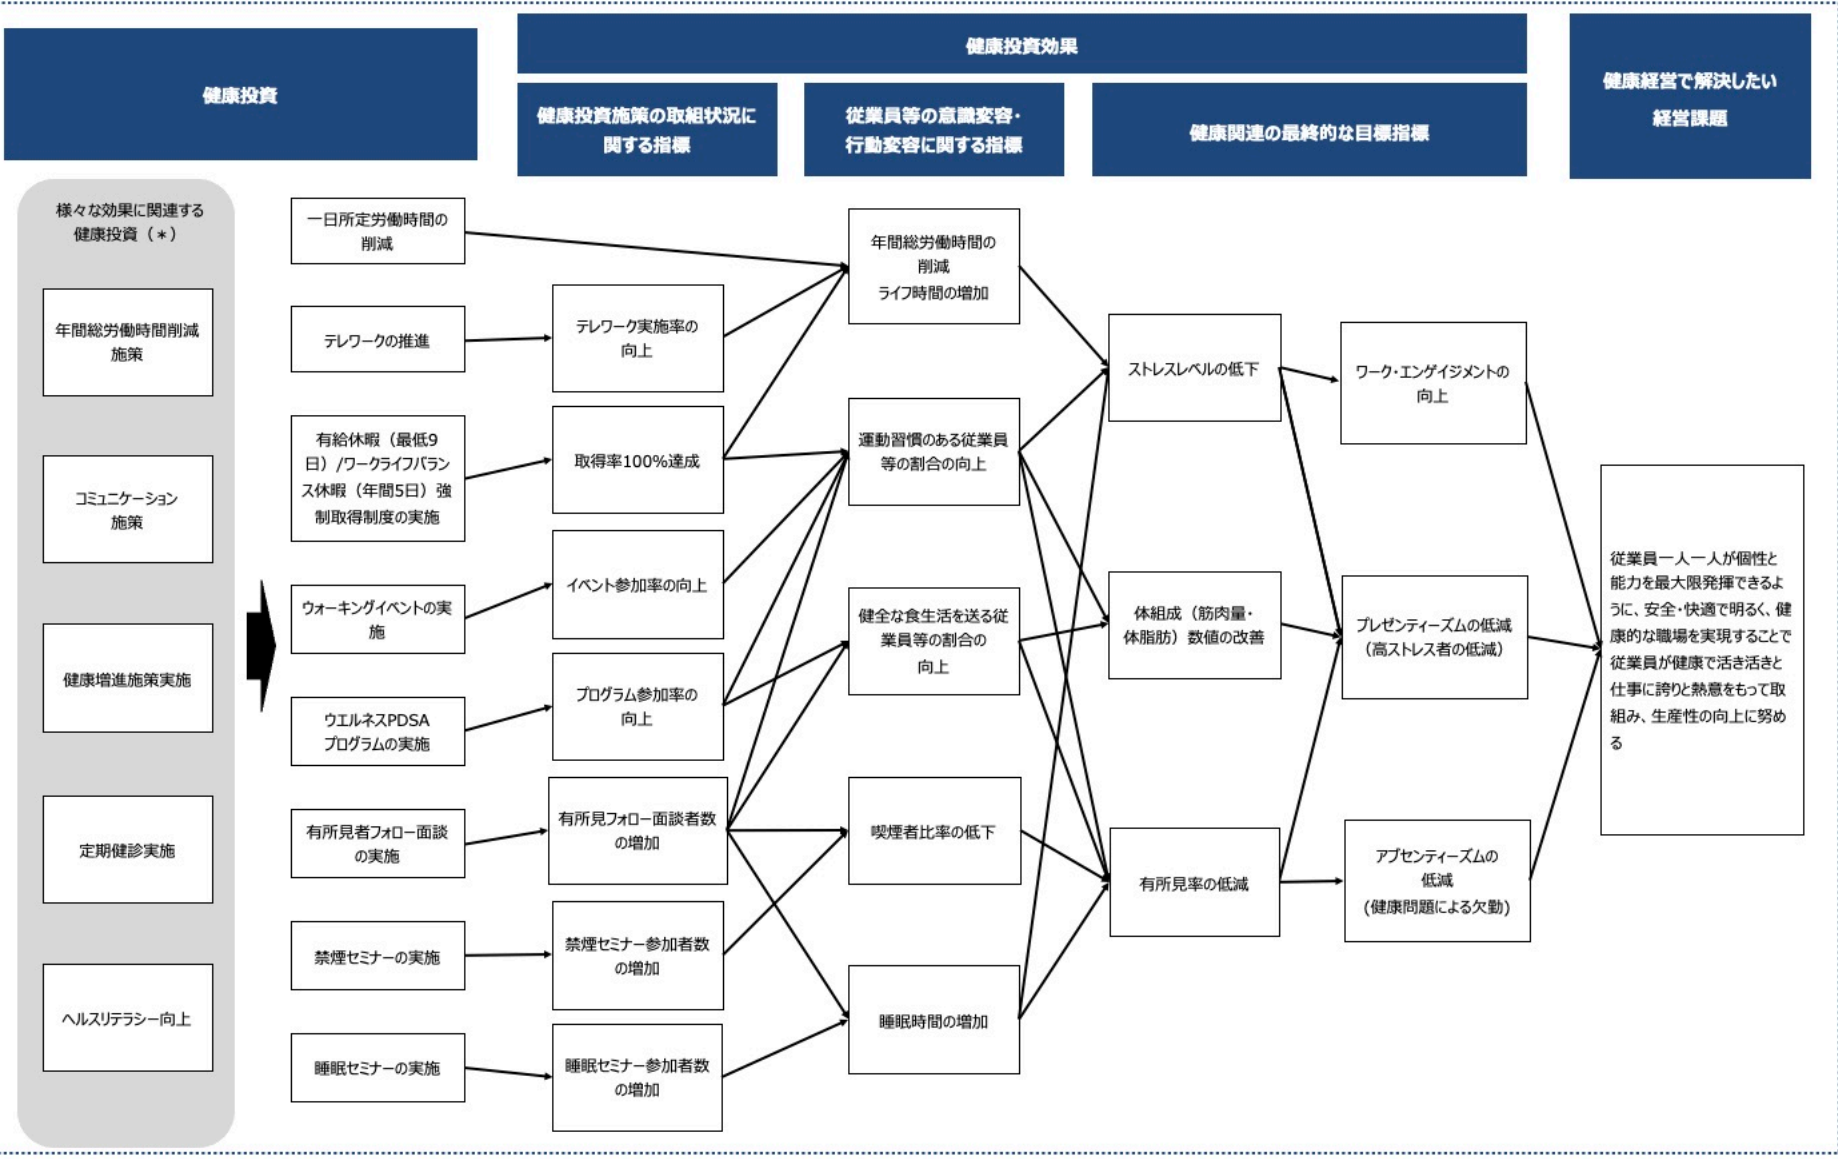 健康投資
健康投資効果
健康経営で解決したい
経営課題
健康投資施策の取組状況に
関する指標
従業員等の意識変容・
行動変容に関する指標
健康関連の最終的な目標指標
様々な効果に関連する
健康投資（＊）
年間総労働時間削減
施策
コミュニケーション
施策
健康増進施策実施
定期健診実施
ヘルスリテラシー向上
一日所定労働時間の
削減
テレワークの推進
有給休暇（最低9
日）/ワークライフバラン
ス休暇（年間5日）強
制取得制度の実施
ウォーキングイベントの実
施
ウエルネスPDSA
プログラムの実施
有所見者フォロー面談
の実施
禁煙セミナーの実施
睡眠セミナーの実施
テレワーク実施率の
向上
取得率100%達成
イベント参加率の向上
プログラム参加率の
向上
有所見フォロー面談者数
の増加
禁煙セミナー参加者数
の増加
睡眠セミナー参加者数
の増加
年間総労働時間の
削減
ライフ時間の増加
運動習慣のある従業員
等の割合の向上
健全な食生活を送る従
業員等の割合の
向上
喫煙者比率の低下
睡眠時間の増加
ストレスレベルの低下
体組成（筋肉量・
体脂肪）数値の改善
有所見率の低減
ワーク・エンゲイジメントの
向上
プレゼンティーズムの低減
（高ストレス者の低減）
アブセンティーズムの
低減
(健康問題による欠勤)
従業員一人一人が個性と
能力を最大限発揮できるよ
うに、安全・快適で明るく、健
康的な職場を実現することで
従業員が健康で活き活きと
仕事に誇りと熱意をもって取
組み、生産性の向上に努め
る